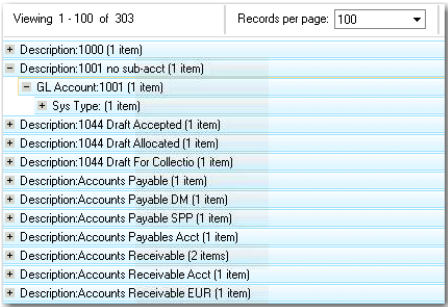 Viewing 1 - 100 of 303 Records per page: 100
Description:1000 (1 item)
Description:1001 no sub-acct (1 item)
GL Account:1001 (1 item)
Sys Type: (1 item)
Description:1044 Draft Accepted (1 item)
Description:1044 Draft Allocated (1 item)
Description:1044 Draft For Collectio (1 item)
Description:Accounts Payable (1 item)
Description:Accounts Payable DM (1 item)
Description:Accounts Payable SPP (1 item)
Description:Accounts Payables Acct (1 item)
Description:Accounts Receivable (2 items)
Description:Accounts Receivable Acct (1 item)
Description:Accounts Receivable EUR (1 item)